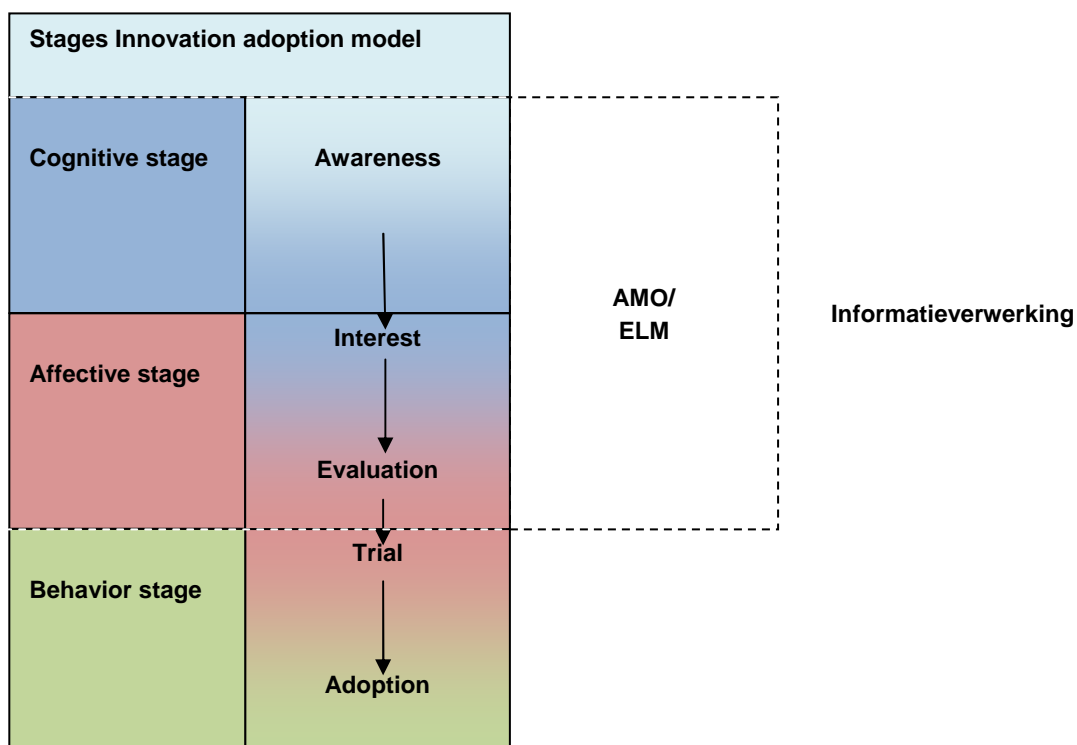 Stages Innovation adoption model
Cognitive stage
Awareness
AMO/
ELM
Informatieverwerking
Interest
Affective stage
Evaluation
Trial
Behavior stage
Adoption